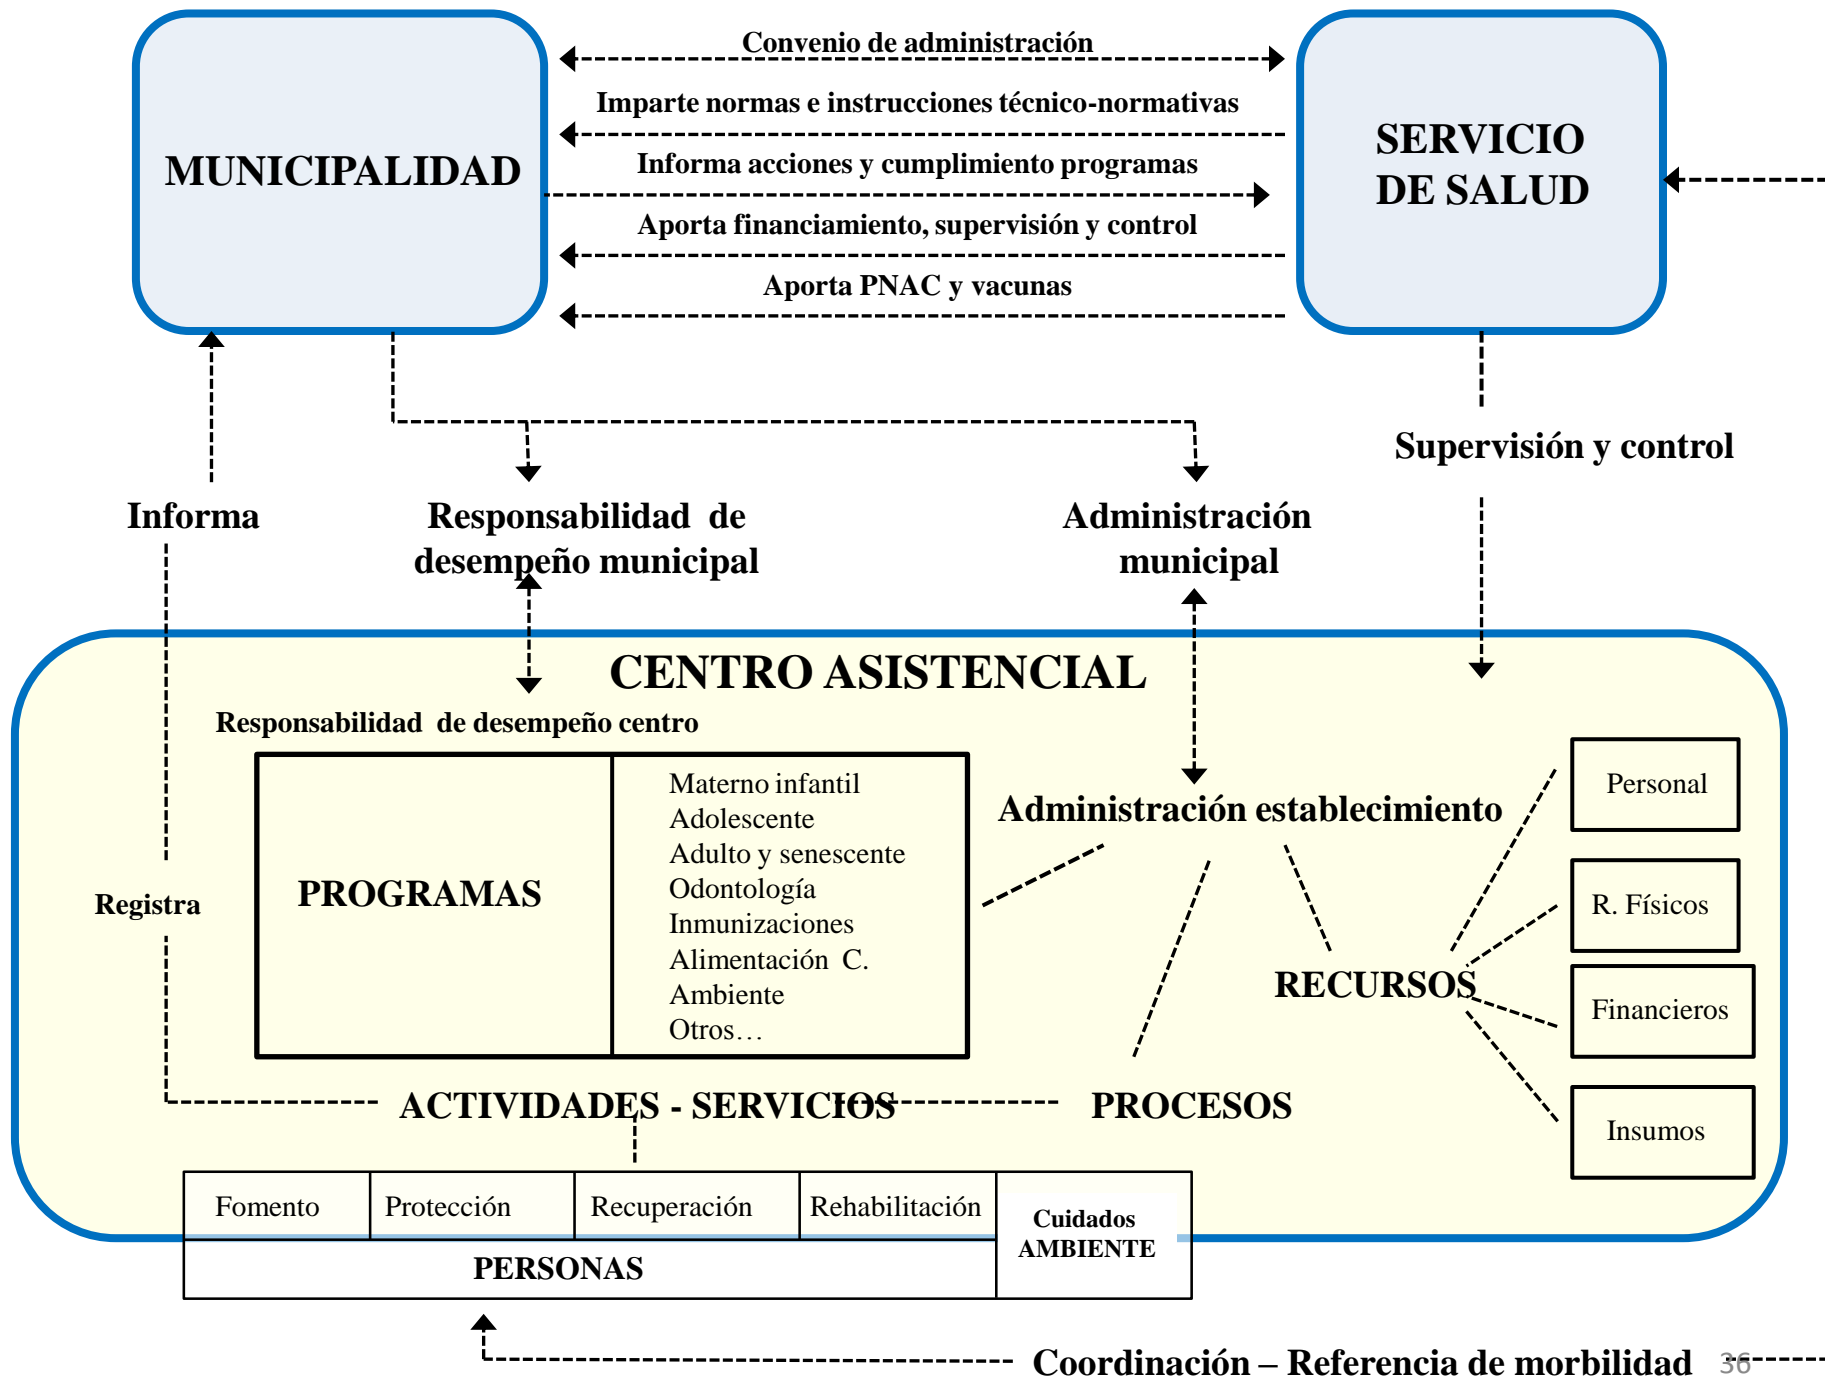 Convenio de administración
Imparte normas e instrucciones técnico-normativas
MUNICIPALIDAD
Informa acciones y cumplimiento programas
SERVICIO
DE SALUD
Aporta financiamiento, supervisión y control
Aporta PNAC y vacunas
Supervisión y control
Informa
Responsabilidad de
desempeño municipal
Administración
municipal
CENTRO ASISTENCIAL
Responsabilidad de desempeño centro
PROGRAMAS
Materno infantil
Adolescente
Adulto y senescente
Odontología
Inmunizaciones
Alimentación C.
Ambiente
Otros…
Administración establecimiento
Personal
R. Físicos
Financieros
Insumos
RECURSOS
Registra
ACTIVIDADES - SERVICIOS
PROCESOS
Fomento
Protección
Recuperación
Rehabilitación
Cuidados
AMBIENTE
PERSONAS
Coordinación – Referencia de morbilidad
36